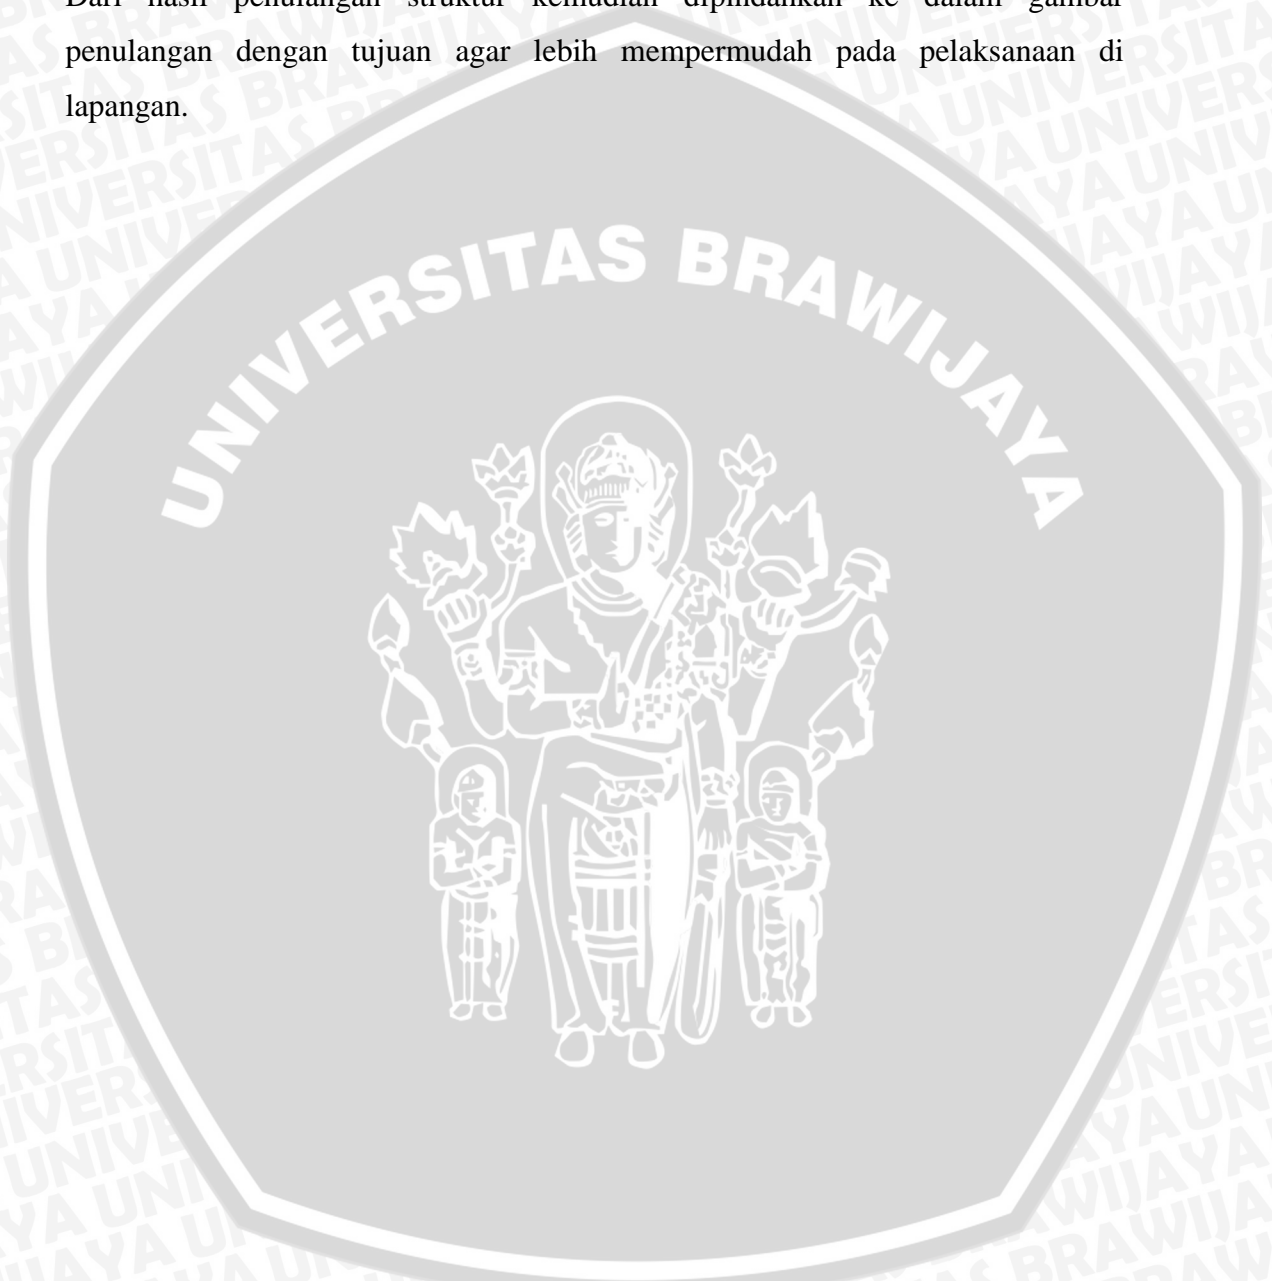 Dari hasil penulangan struktur kemudian dipindahkan ke dalam gambar
penulangan dengan tujuan agar lebih mempermudah pada pelaksanaan di
lapangan.
UNIVERSITAS BRAWIJAYA